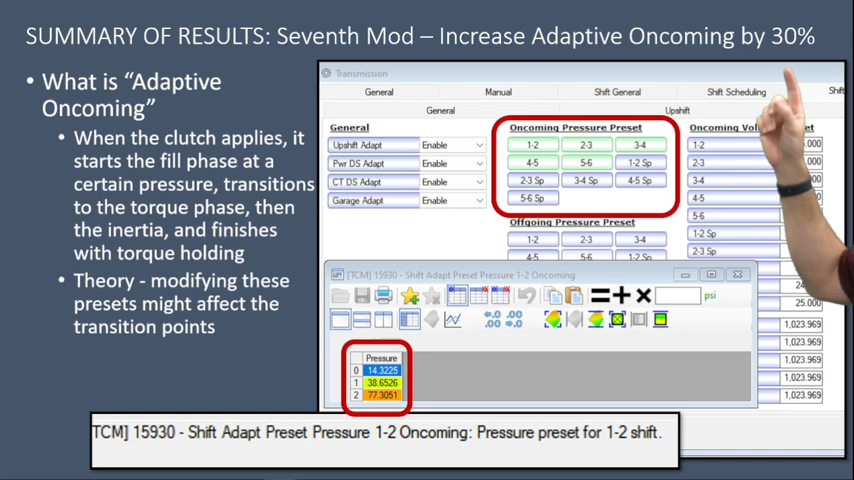 SUMMARY OF RESULTS: Seventh Mod – Increase Adaptive Oncoming by 30%
• What is “Adaptive
Oncoming”
• When the clutch applies, it
starts the fill phase at a
certain pressure, transitions
to the torque phase, then
the inertia, and finishes
with torque holding
• Theory - modifying these
presets might affect the
transition points
Transmission
General Manual Shift General Shift Scheduling Shif
General Upshift
General
Upshift Adapt Enable
Pwr DS Adapt Enable
CT DS Adapt Enable
Garage Adapt Enable
Oncoming Pressure Preset
1-2 2-3 3-4
4-5 5-6 1-2 Sp
2-3 Sp 3-4 Sp 4-5 Sp
5-6 Sp
Offgoing Pressure Preset
1-2 2-3 3-4
4-5 5-6 1-2 Sp
Oncoming Vol
1-2
2-3
3-4
4-5
5-6
1-2 Sp
2-3 Sp
25.000
1,023.969
1,023.969
1,023.969
1,023.969
1,023.969
[TCM] 15930 - Shift Adapt Preset Pressure 1-2 Oncoming
psi
Pressure
0 14.3225
1 38.6526
2 77.3051
TCM] 15930 - Shift Adapt Preset Pressure 1-2 Oncoming: Pressure preset for 1-2 shift.